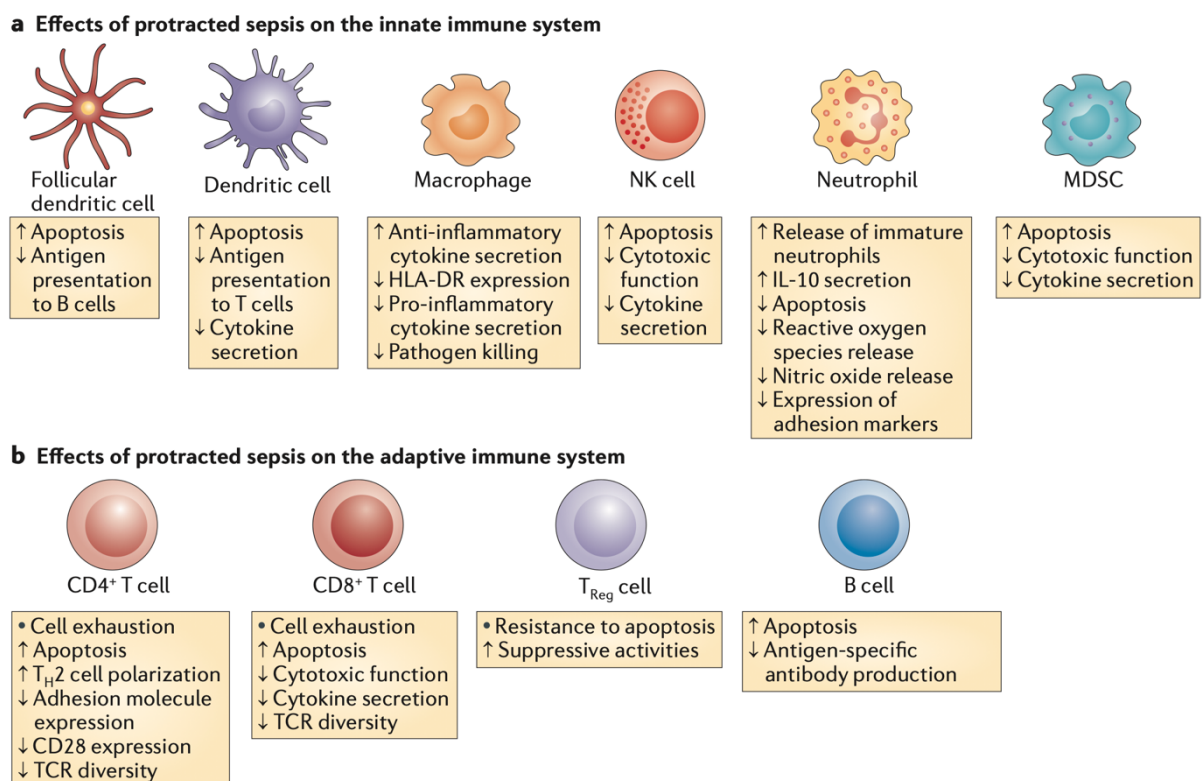 a Effects of protracted sepsis on the innate immune system
Follicular
dendritic cell
↑ Apoptosis
↓ Antigen
presentation
to B cells
Dendritic cell
↑ Apoptosis
↓ Antigen
presentation
to T cells
↓ Cytokine
secretion
Macrophage
↑ Anti-inflammatory
cytokine secretion
↓ HLA-DR expression
↓ Pro-inflammatory
cytokine secretion
↓ Pathogen killing
NK cell
↑ Apoptosis
↓ Cytotoxic
function
↓ Cytokine
secretion
Neutrophil
↑ Release of immature
neutrophils
↑ IL-10 secretion
↓ Apoptosis
↓ Reactive oxygen
species release
↓ Nitric oxide release
↓ Expression of
adhesion markers
MDSC
↑ Apoptosis
↓ Cytotoxic function
↓ Cytokine secretion
b Effects of protracted sepsis on the adaptive immune system
CD4⁺ T cell
• Cell exhaustion
↑ Apoptosis
↑ T_H2 cell polarization
↓ Adhesion molecule
expression
↓ CD28 expression
↓ TCR diversity
CD8⁺ T cell
• Cell exhaustion
↑ Apoptosis
↓ Cytotoxic function
↓ Cytokine secretion
↓ TCR diversity
T_Reg cell
• Resistance to apoptosis
↑ Suppressive activities
B cell
↑ Apoptosis
↓ Antigen-specific
antibody production